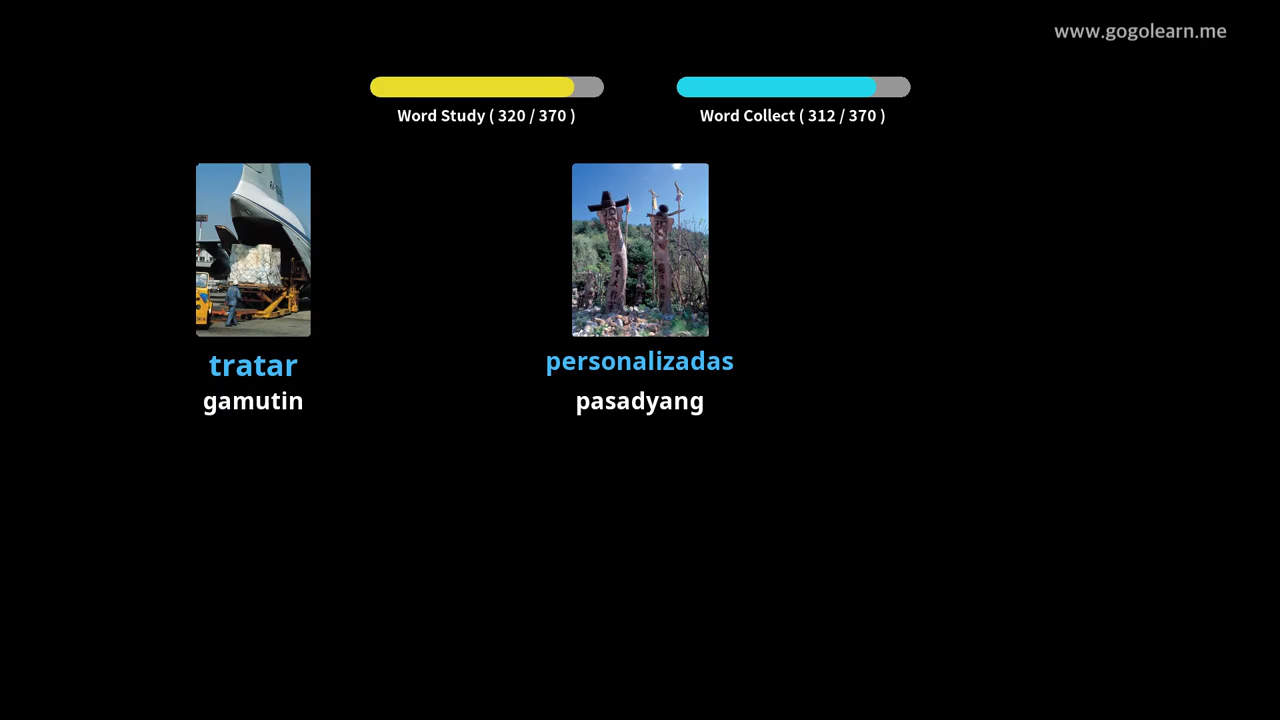 www.gogolearn.me
Word Study ( 320 / 370 )
Word Collect ( 312 / 370 )
tratar
gamutin
personalizadas
pasadyang